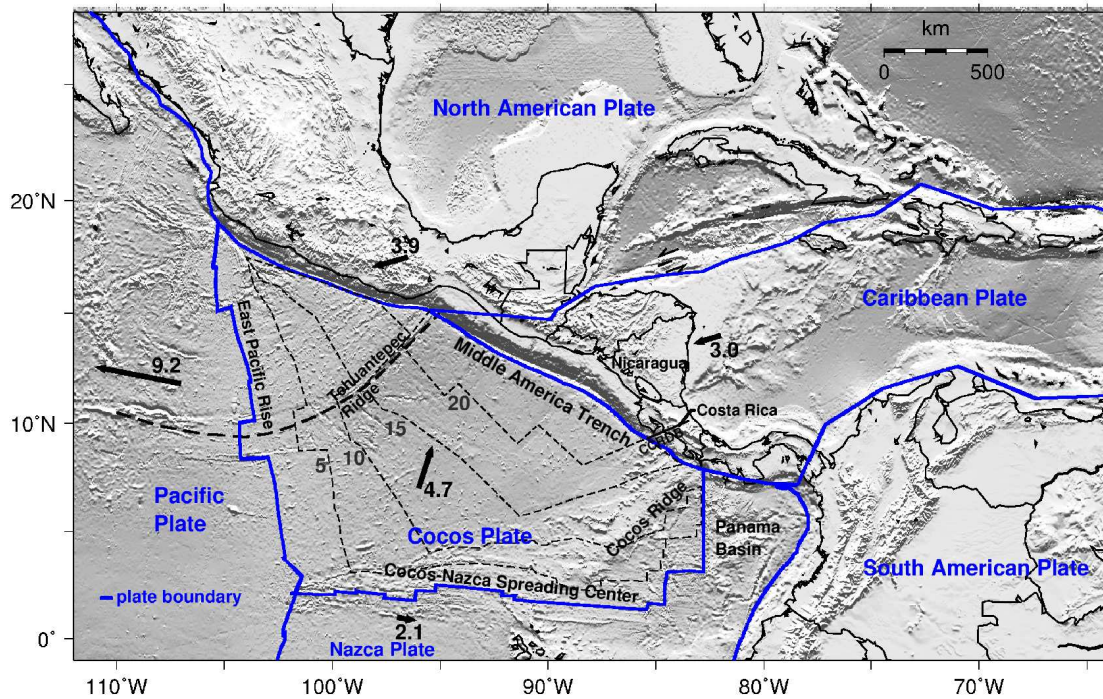 km
0 500
North American Plate
20°N
3.9
Caribbean Plate
East Pacific Rise
Tehuantepec
Ridge
Middle America Trench
Nicaragua
3.0
9.2
20
Costa Rica
10°N
15
10
5
4.7
Pacific
Plate
Cocos Plate
Cocos Ridge
Panama
Basin
South American Plate
Cocos-Nazca Spreading Center
plate boundary
0°
2.1
Nazca Plate
110°W 100°W 90°W 80°W 70°W